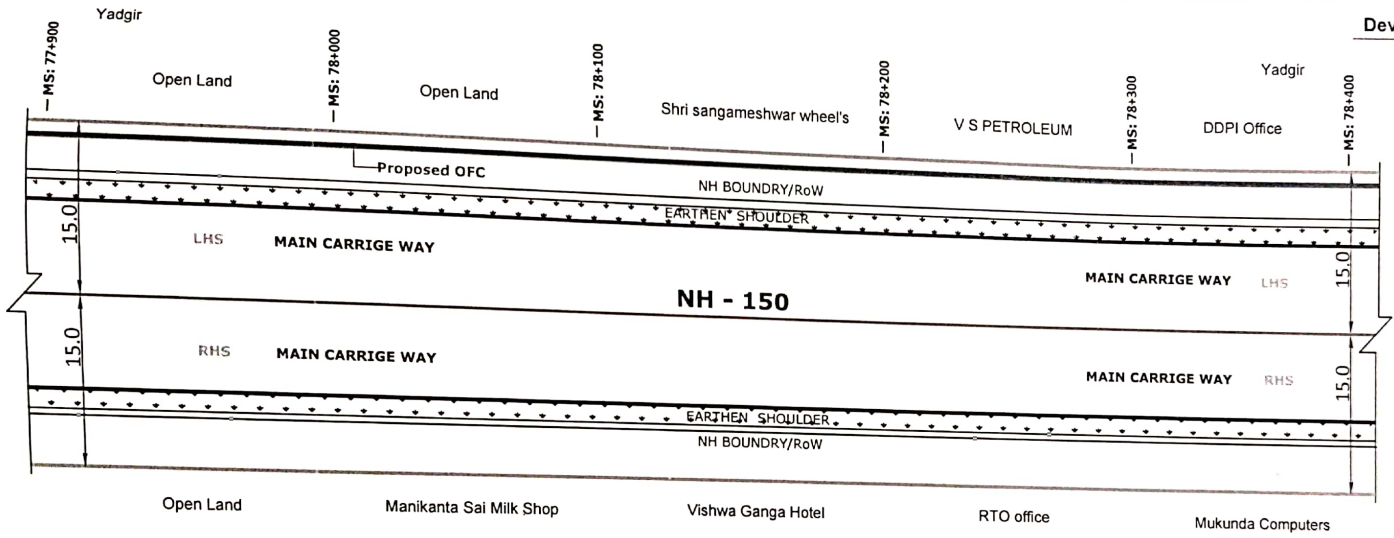 Yadgir
Dev
Yadgir
MS: 77+900
MS: 78+000
MS: 78+100
MS: 78+200
MS: 78+300
MS: 78+400
Open Land
Open Land
Shri sangameshwar wheel's
V S PETROLEUM
DDPI Office
Proposed OFC
NH BOUNDRY/RoW
EARTHEN SHOULDER
15.0
LHS MAIN CARRIGE WAY
MAIN CARRIGE WAY LHS
15.0
NH - 150
15.0
RHS MAIN CARRIGE WAY
MAIN CARRIGE WAY RHS
15.0
EARTHEN SHOULDER
NH BOUNDRY/RoW
Open Land
Manikanta Sai Milk Shop
Vishwa Ganga Hotel
RTO office
Mukunda Computers